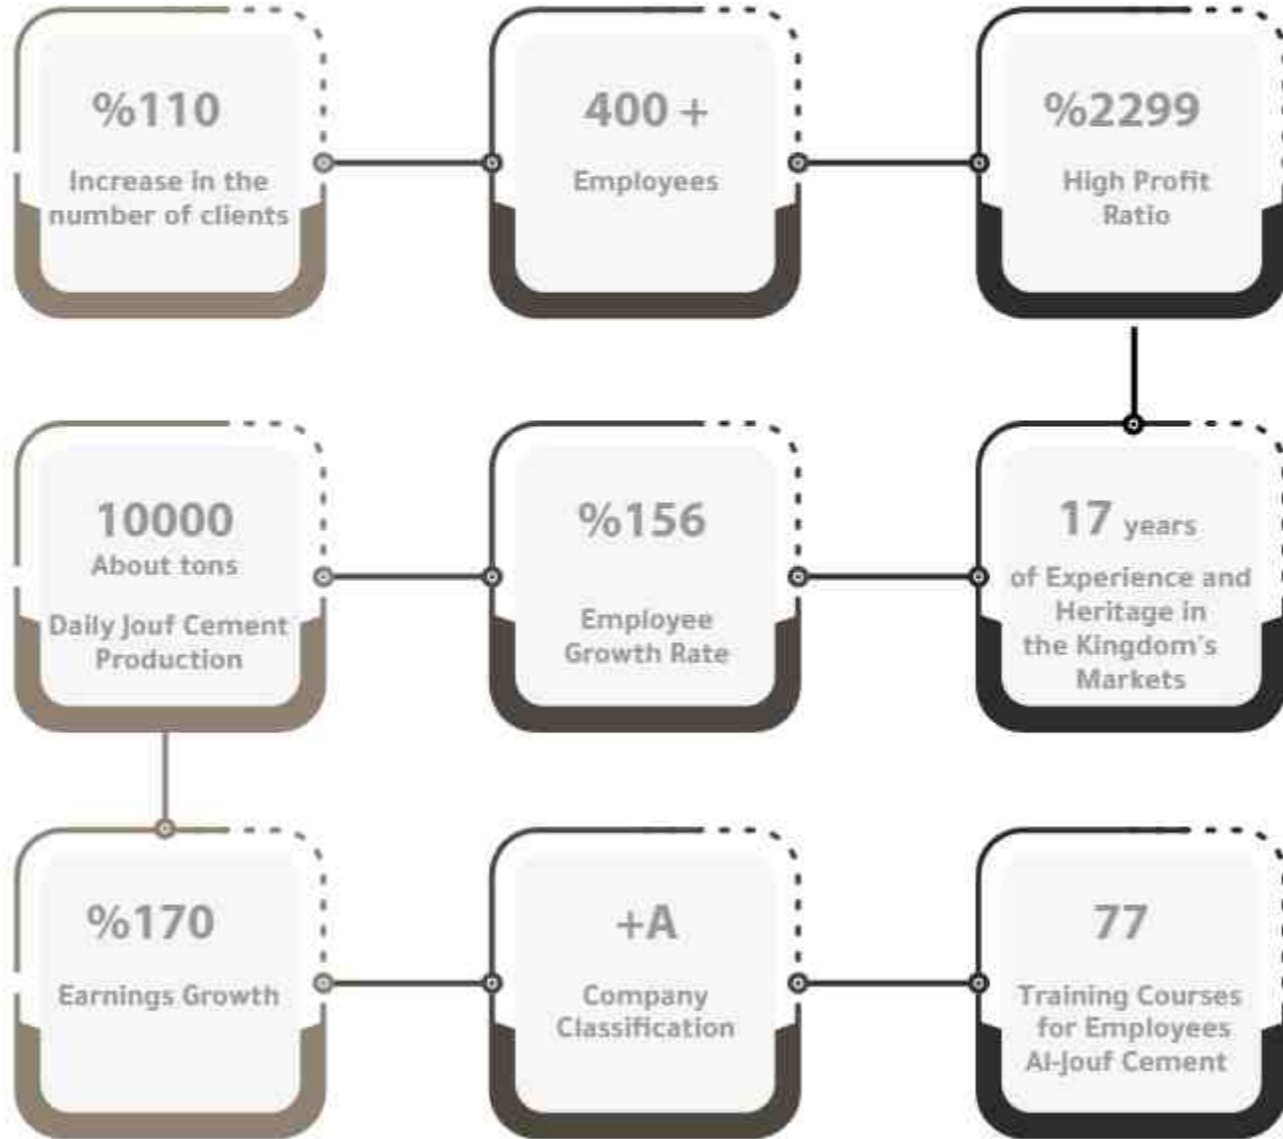 %110
Increase in the
number of clients
400 +
Employees
%2299
High Profit
Ratio
10000
About tons
Daily Jouf Cement
Production
%156
Employee
Growth Rate
17 years
of Experience and
Heritage in
the Kingdom's
Markets
%170
Earnings Growth
+A
Company
Classification
77
Training Courses
for Employees
Al-Jouf Cement